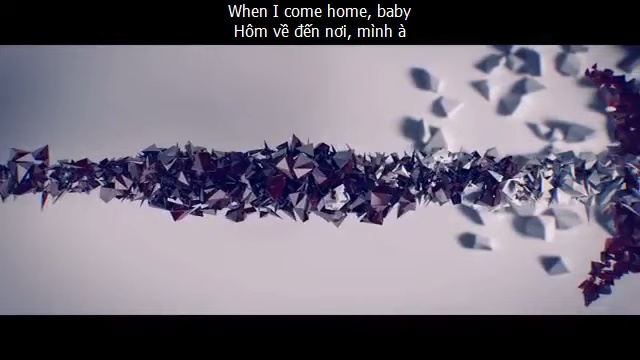 When I come home, baby
Hôm về đến nơi, mình à